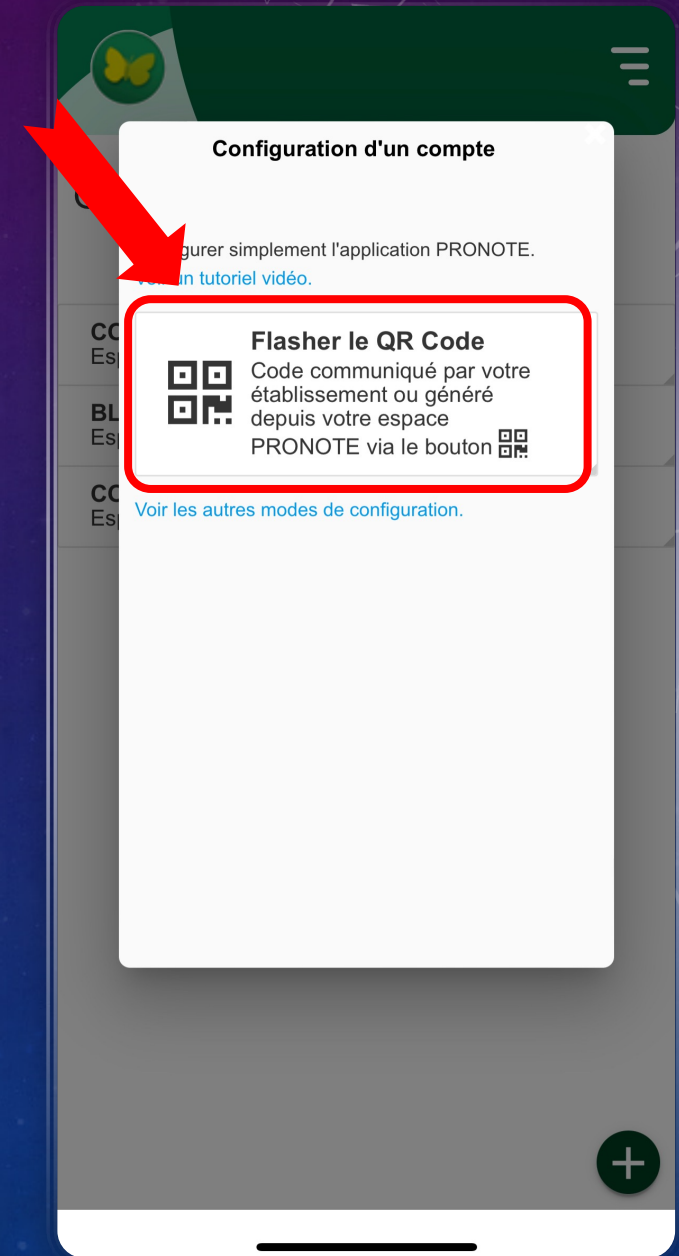 Configuration d'un compte
simplement l'application PRONOTE.
un tutoriel vidéo.
Flasher le QR Code
Code communiqué par votre
établissement ou généré
depuis votre espace
PRONOTE via le bouton
Voir les autres modes de configuration.